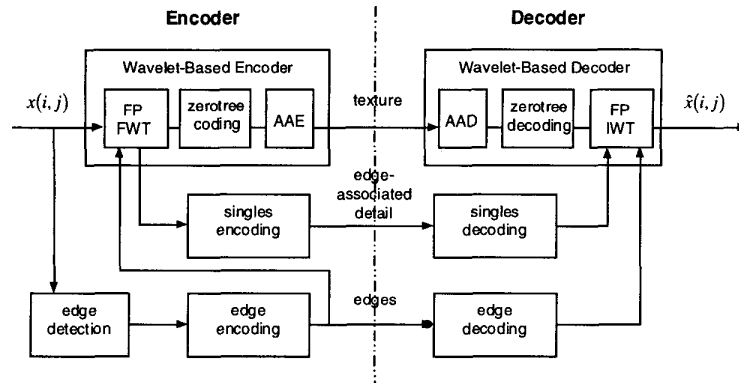 Encoder
Decoder
Wavelet-Based Encoder
Wavelet-Based Decoder
x(i, j)
FP
FWT
zerotree
coding
AAE
texture
AAD
zerotree
decoding
FP
IWT
x̂(i, j)
edge-
associated
detail
singles
encoding
singles
decoding
edge
detection
edge
encoding
edges
edge
decoding